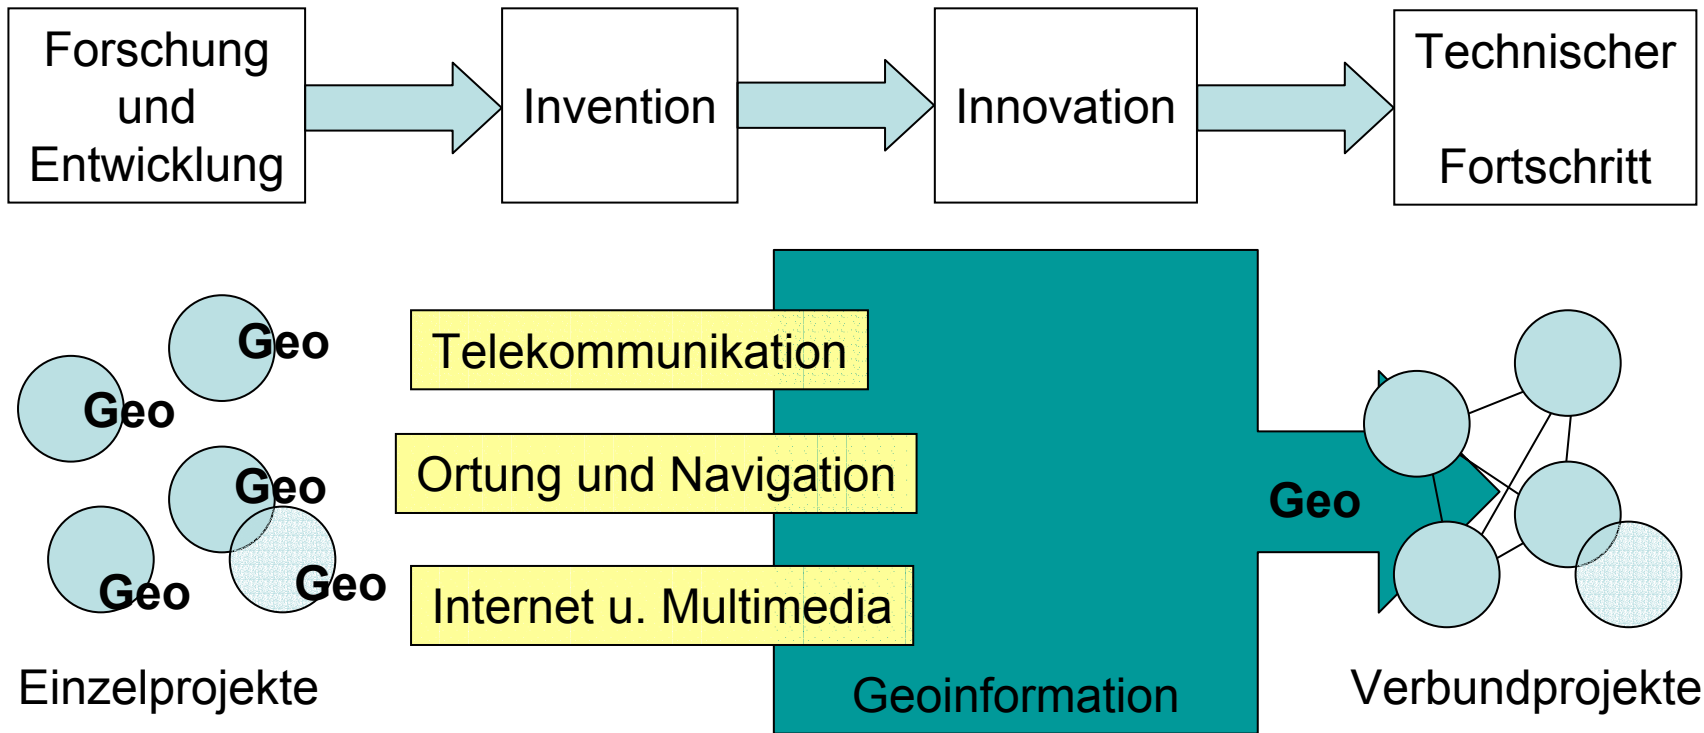 Forschung
und
Entwicklung
Invention
Innovation
Technischer
Fortschritt
Geo
Geo
Geo
Geo
Geo
Telekommunikation
Ortung und Navigation
Internet u. Multimedia
Geo
Einzelprojekte
Geoinformation
Verbundprojekte